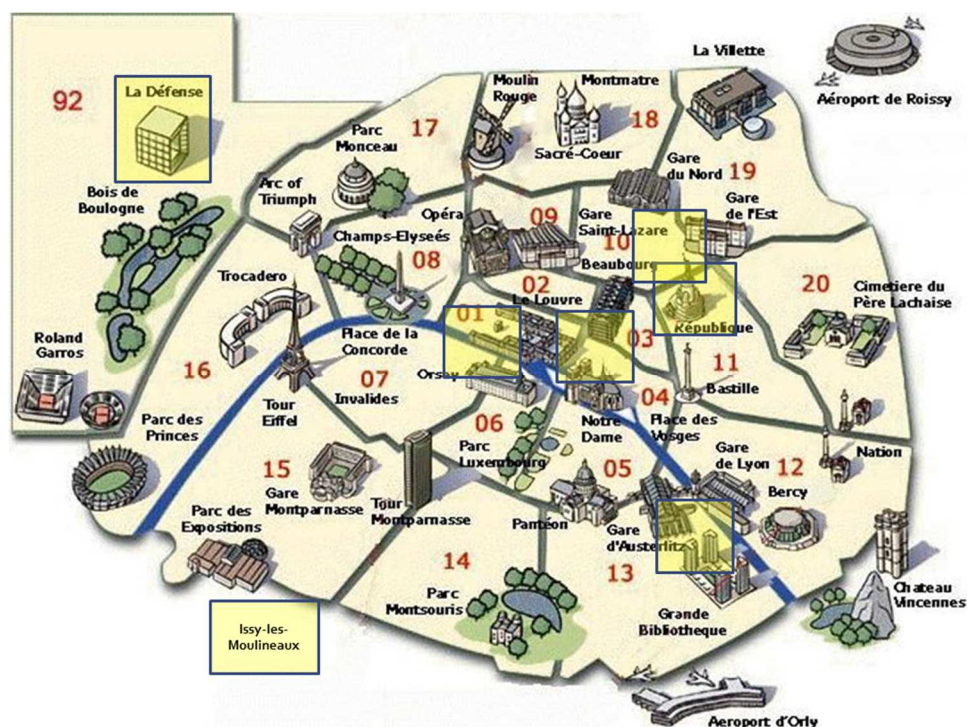 La Villette
Aéroport de Roissy
Moulin
Rouge
Montmatre
Sacré-Coeur
18
92
La Défense
17
Parc
Monceau
Gare
du Nord
19
Bois de
Boulogne
Arc of
Triumph
Opéra
09
Gare
Saint-Lazare
10
Gare
de l'Est
Champs-Elyseés
08
Trocadero
02
Beaubourg
20
Cimetiere du
Père Lachaise
01
Le Louvre
03
République
Place de la
Concorde
Roland
Garros
16
07
Invalides
Orsay
11
Bastille
Tour
Eiffel
04
Notre
Dame
Place des
Vosges
06
Parc
Luxembourg
Parc des
Princes
15
Gare
Montparnasse
Tour
Montparnasse
05
Gare
de Lyon
12
Bercy
Nation
Parc des
Expositions
Pantéon
Gare
d'Austerlitz
14
13
Parc
Montsouris
Grande
Bibliotheque
Chateau
Vincennes
Issy-les-
Moulineaux
Aeroport d'Orly